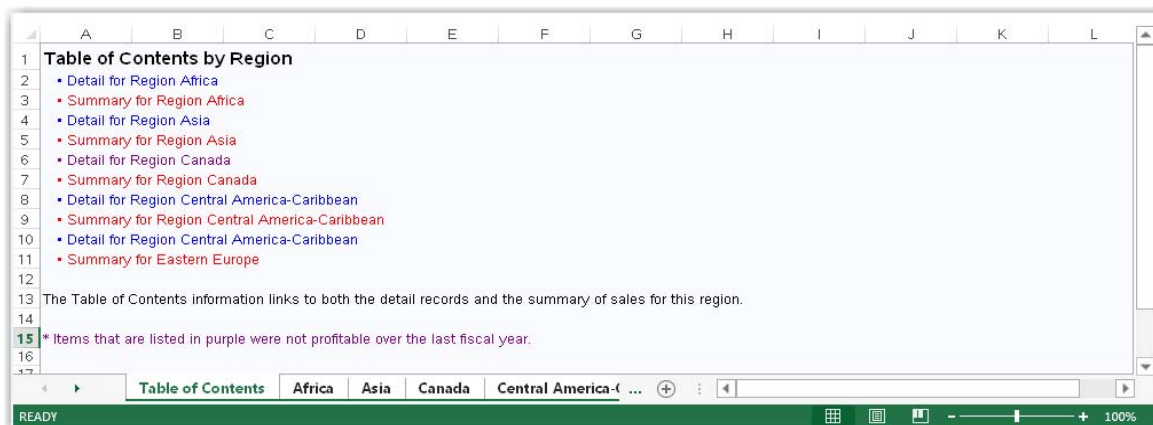 A B C D E F G H I J K L
1 Table of Contents by Region
2 • Detail for Region Africa
3 • Summary for Region Africa
4 • Detail for Region Asia
5 • Summary for Region Asia
6 • Detail for Region Canada
7 • Summary for Region Canada
8 • Detail for Region Central America-Caribbean
9 • Summary for Region Central America-Caribbean
10 • Detail for Region Central America-Caribbean
11 • Summary for Eastern Europe
12
13 The Table of Contents information links to both the detail records and the summary of sales for this region.
14
15 * Items that are listed in purple were not profitable over the last fiscal year.
16
17
Table of Contents Africa Asia Canada Central America-( ...
READY 100%